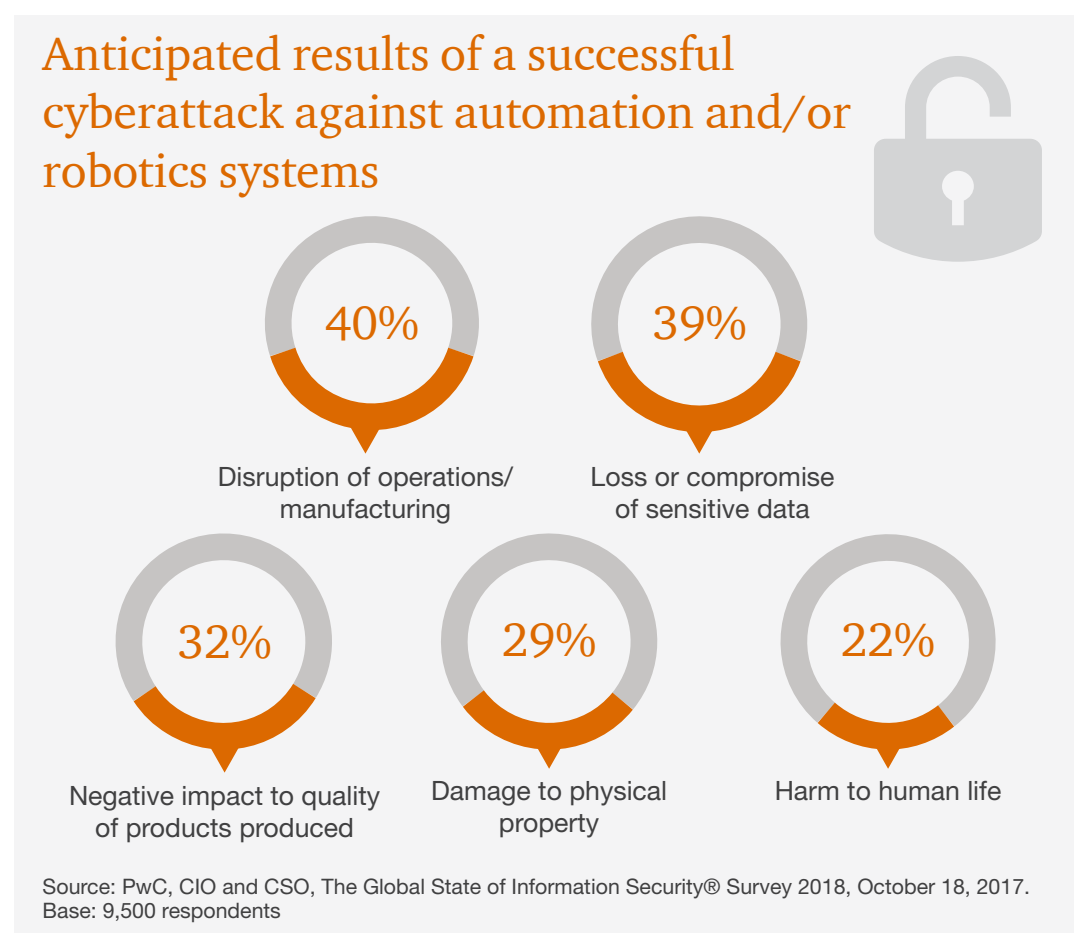 Anticipated results of a successful
cyberattack against automation and/or
robotics systems
40%
39%
Disruption of operations/
manufacturing
Loss or compromise
of sensitive data
32%
29%
22%
Negative impact to quality
of products produced
Damage to physical
property
Harm to human life
Source: PwC, CIO and CSO, The Global State of Information Security® Survey 2018, October 18, 2017.
Base: 9,500 respondents